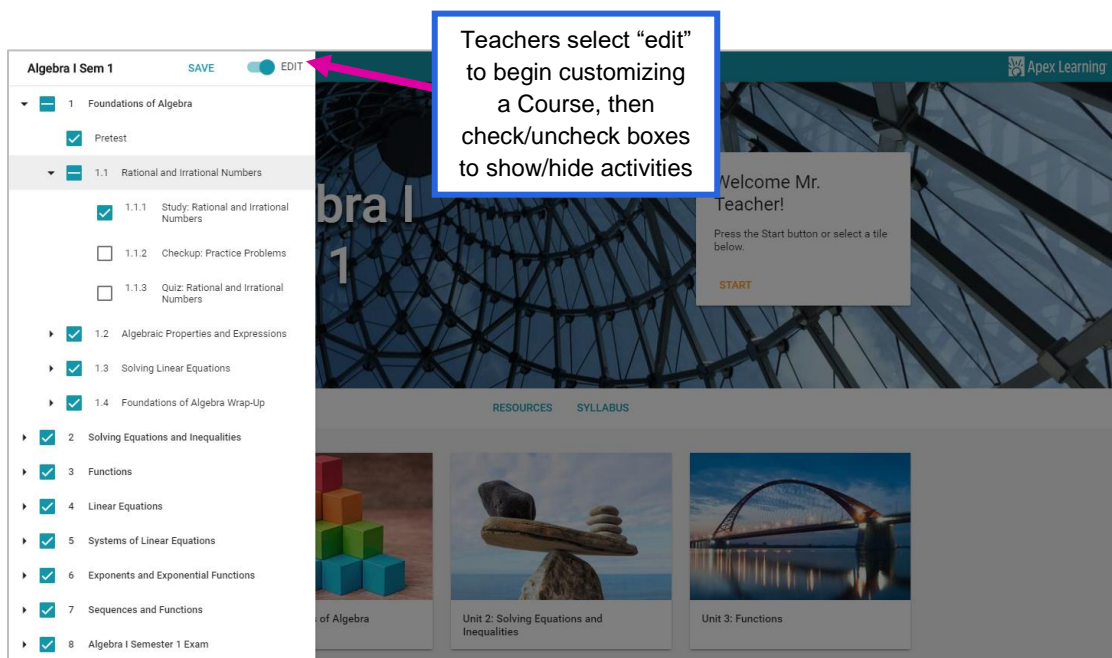 Teachers select “edit”
to begin customizing
a Course, then
check/uncheck boxes
to show/hide activities
Algebra I Sem 1 SAVE EDIT
Apex Learning
1 Foundations of Algebra
Pretest
1.1 Rational and Irrational Numbers
1.1.1 Study: Rational and Irrational
Numbers
1.1.2 Checkup: Practice Problems
1.1.3 Quiz: Rational and Irrational
Numbers
1.2 Algebraic Properties and Expressions
1.3 Solving Linear Equations
1.4 Foundations of Algebra Wrap-Up
2 Solving Equations and Inequalities
3 Functions
4 Linear Equations
5 Systems of Linear Equations
6 Exponents and Exponential Functions
7 Sequences and Functions
8 Algebra I Semester 1 Exam
bra I
1
Welcome Mr.
Teacher!
Press the Start button or select a tile
below.
START
RESOURCES SYLLABUS
of Algebra
Unit 2: Solving Equations and
Inequalities
Unit 3: Functions